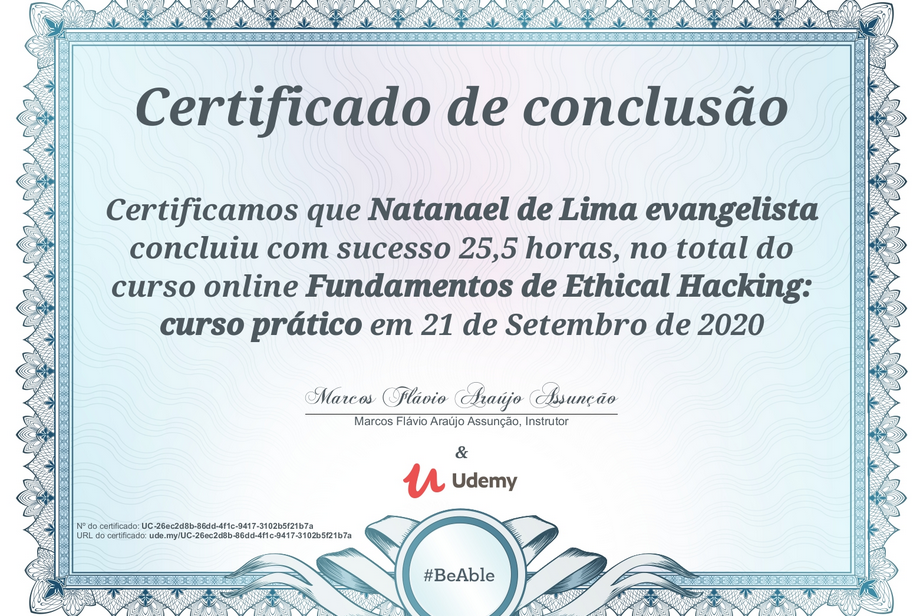 Certificado de conclusão
Certificamos que Natanael de Lima evangelista
concluiu com sucesso 25,5 horas, no total do
curso online Fundamentos de Ethical Hacking:
curso prático em 21 de Setembro de 2020
Marcos Flávio Araújo Assunção
Marcos Flávio Araújo Assunção, Instrutor
&
Udemy
Nº do certificado: UC-26ec2d8b-86dd-4f1c-9417-3102b5f21b7a
URL do certificado: ude.my/UC-26ec2d8b-86dd-4f1c-9417-3102b5f21b7a
#BeAble